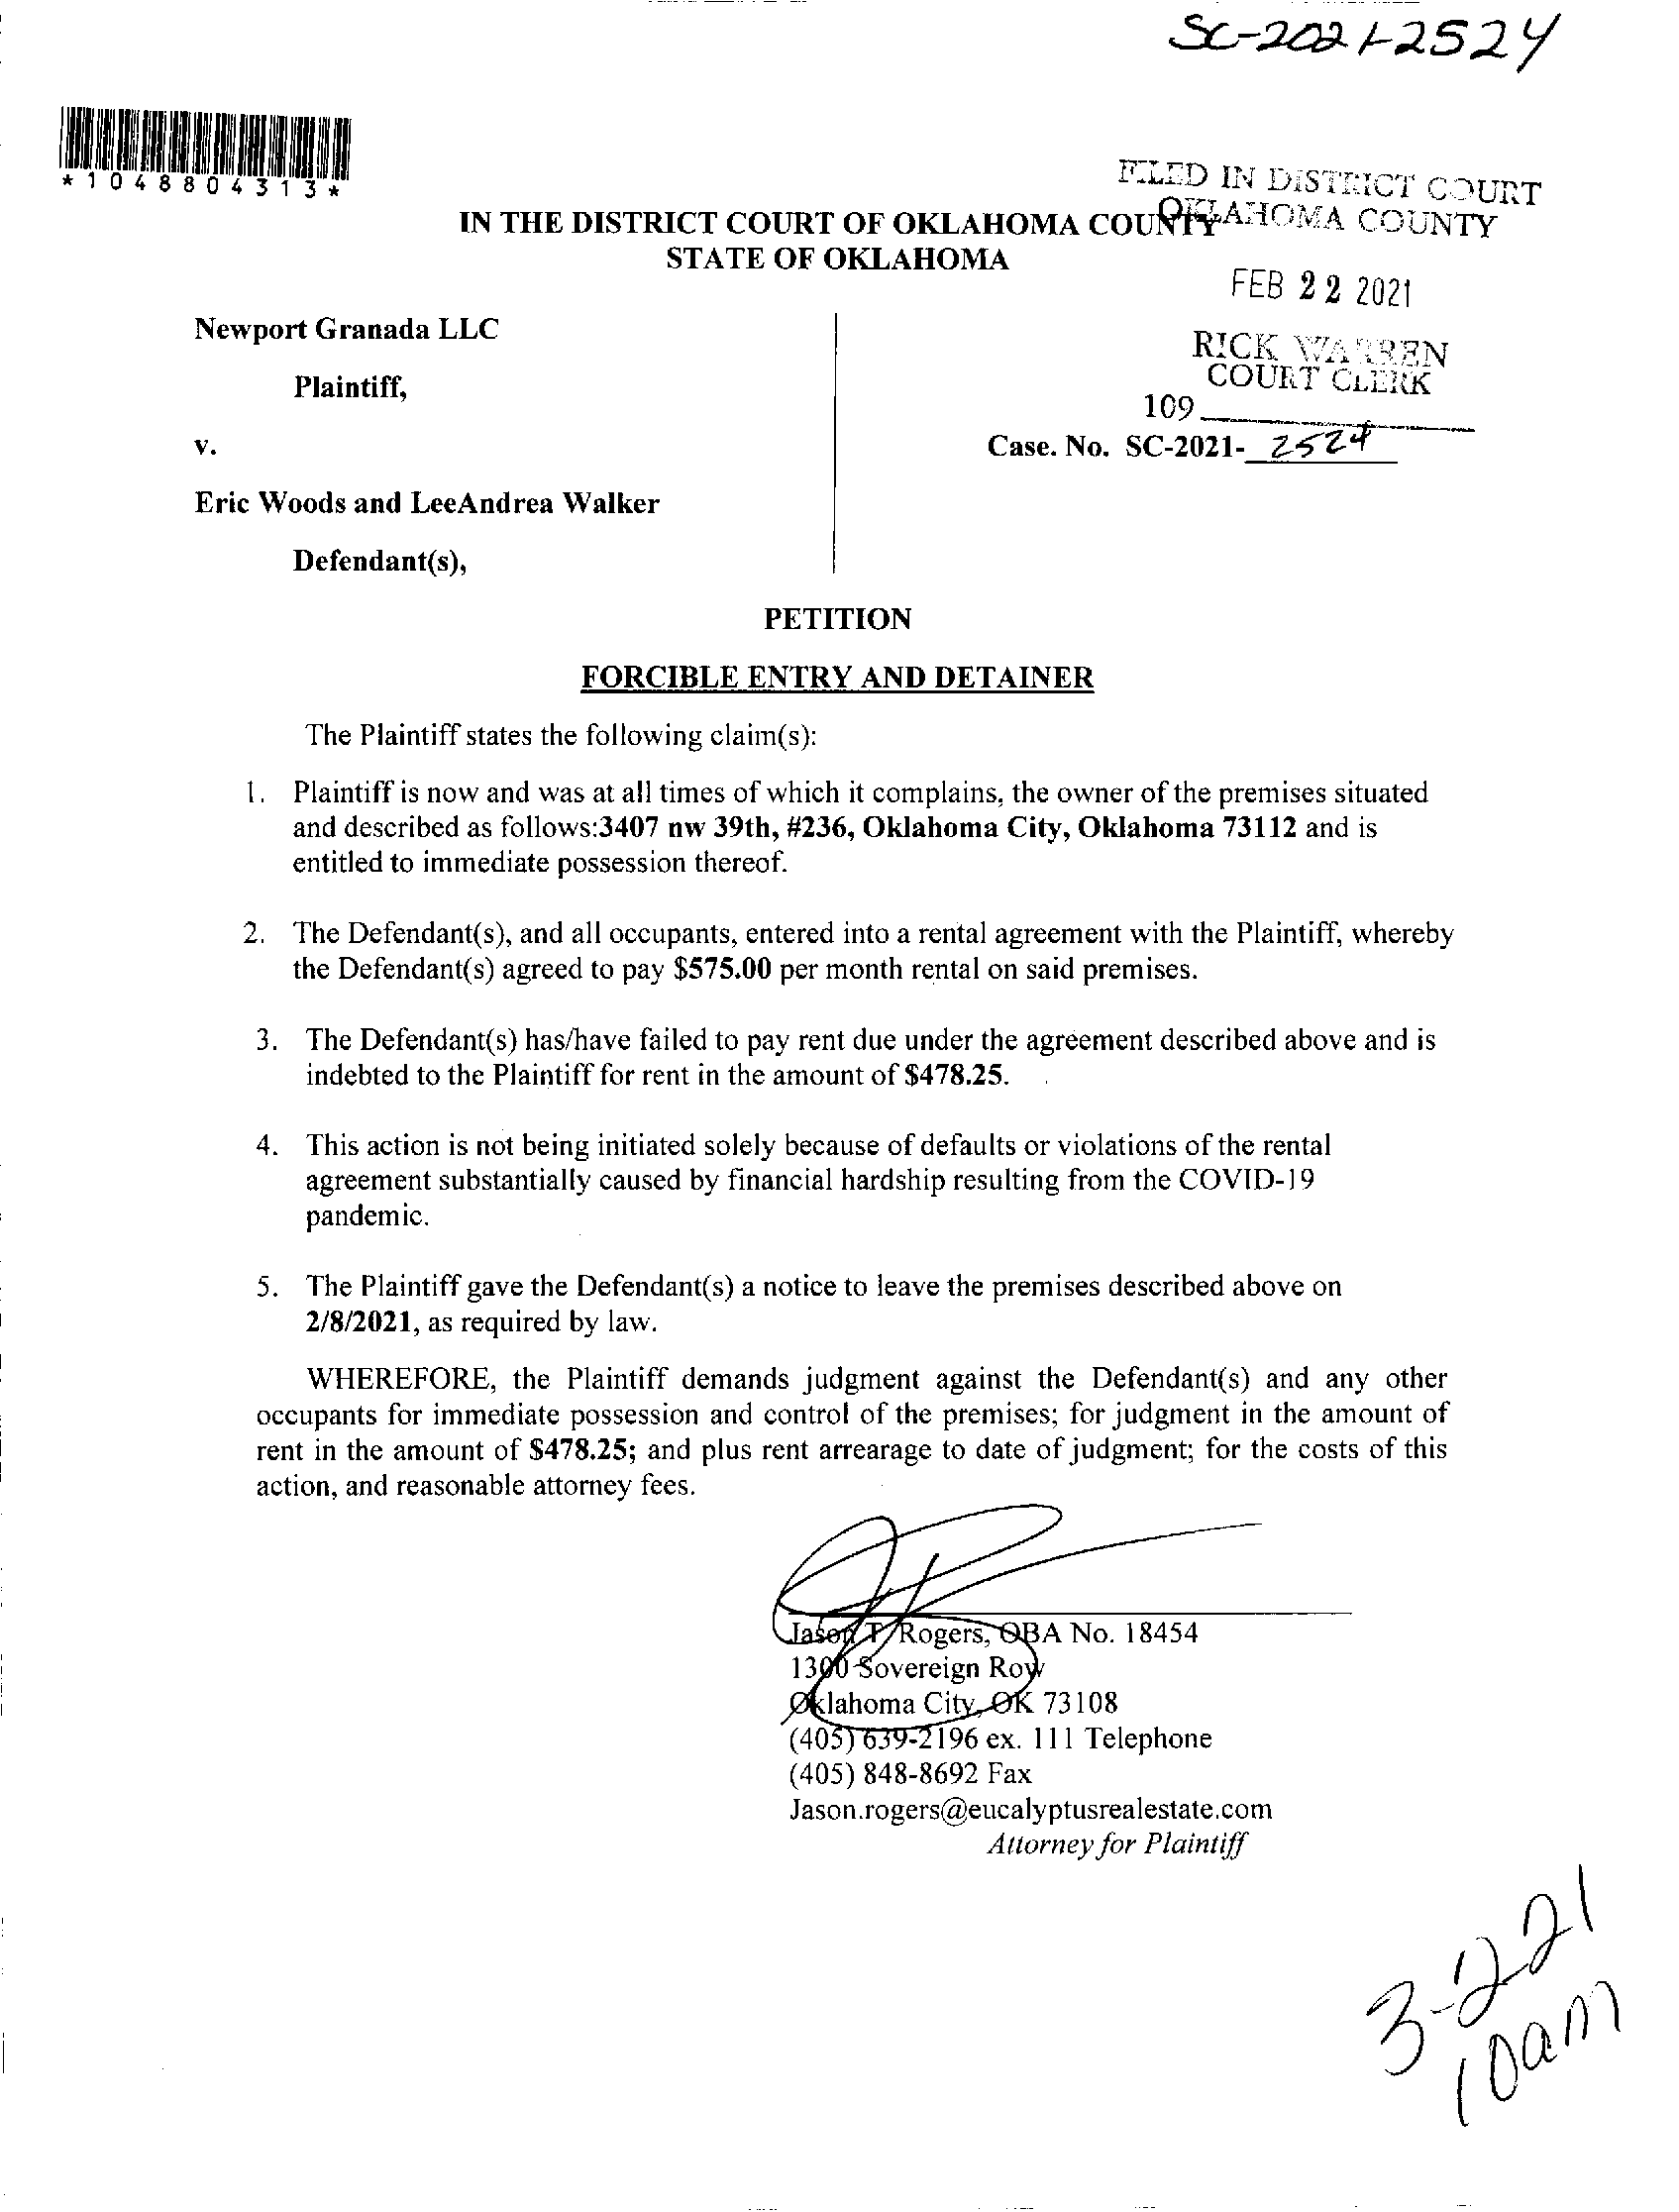 SC-2021-2524
*1048804313*
FILED IN DISTRICT COURT
OKLAHOMA COUNTY
IN THE DISTRICT COURT OF OKLAHOMA COUNTY
STATE OF OKLAHOMA
FEB 22 2021
Newport Granada LLC
RICK WARREN
COURT CLERK
Plaintiff,
109
v.
Case. No. SC-2021- 2524
Eric Woods and LeeAndrea Walker
Defendant(s),
PETITION
FORCIBLE ENTRY AND DETAINER
The Plaintiff states the following claim(s):
1. Plaintiff is now and was at all times of which it complains, the owner of the premises situated
and described as follows:3407 nw 39th, #236, Oklahoma City, Oklahoma 73112 and is
entitled to immediate possession thereof.
2. The Defendant(s), and all occupants, entered into a rental agreement with the Plaintiff, whereby
the Defendant(s) agreed to pay $575.00 per month rental on said premises.
3. The Defendant(s) has/have failed to pay rent due under the agreement described above and is
indebted to the Plaintiff for rent in the amount of $478.25.
4. This action is not being initiated solely because of defaults or violations of the rental
agreement substantially caused by financial hardship resulting from the COVID-19
pandemic.
5. The Plaintiff gave the Defendant(s) a notice to leave the premises described above on
2/8/2021, as required by law.
WHEREFORE, the Plaintiff demands judgment against the Defendant(s) and any other
occupants for immediate possession and control of the premises; for judgment in the amount of
rent in the amount of $478.25; and plus rent arrearage to date of judgment; for the costs of this
action, and reasonable attorney fees.
Jason T Rogers, OBA No. 18454
1300 Sovereign Row
Oklahoma City, OK 73108
(405) 639-2196 ex. 111 Telephone
(405) 848-8692 Fax
Jason.rogers@eucalyptusrealestate.com
Attorney for Plaintiff
3-2-21
10am